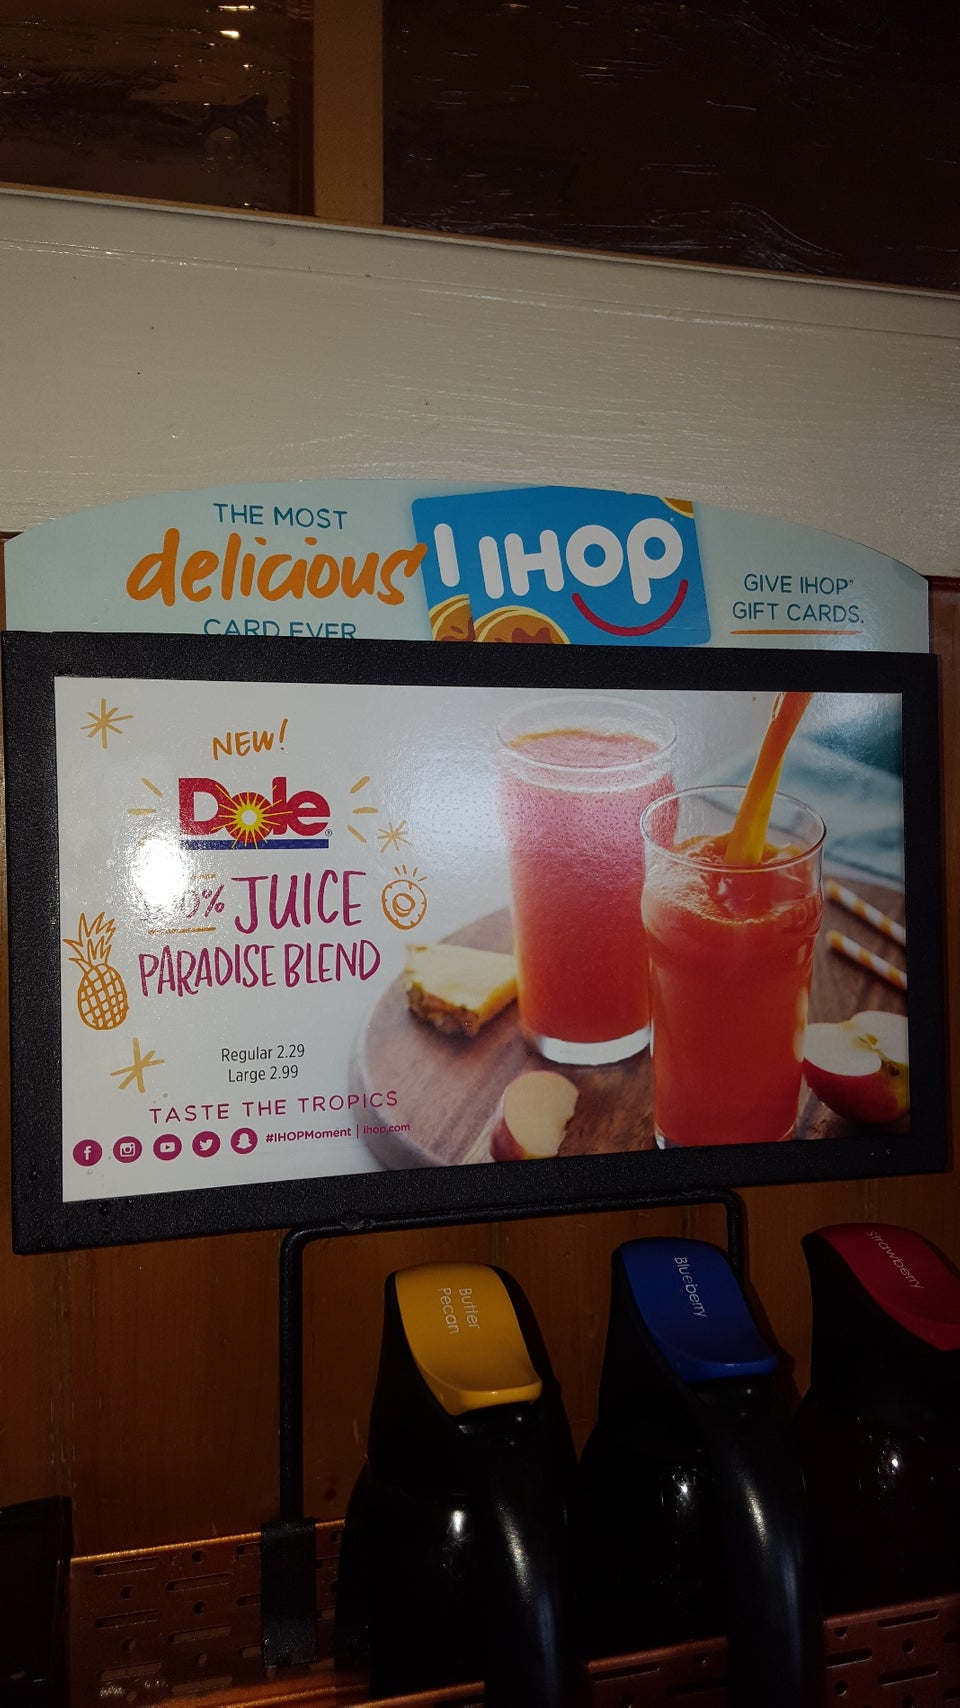 THE MOST
delicious
CARD EVER
I IHOP
GIVE IHOP®
GIFT CARDS.
NEW!
Dole®
JUICE
PARADISE BLEND
Regular 2.29
Large 2.99
TASTE THE TROPICS
#IHOPMoment | ihop.com
Butter
Pecan
Blueberry
Strawberry